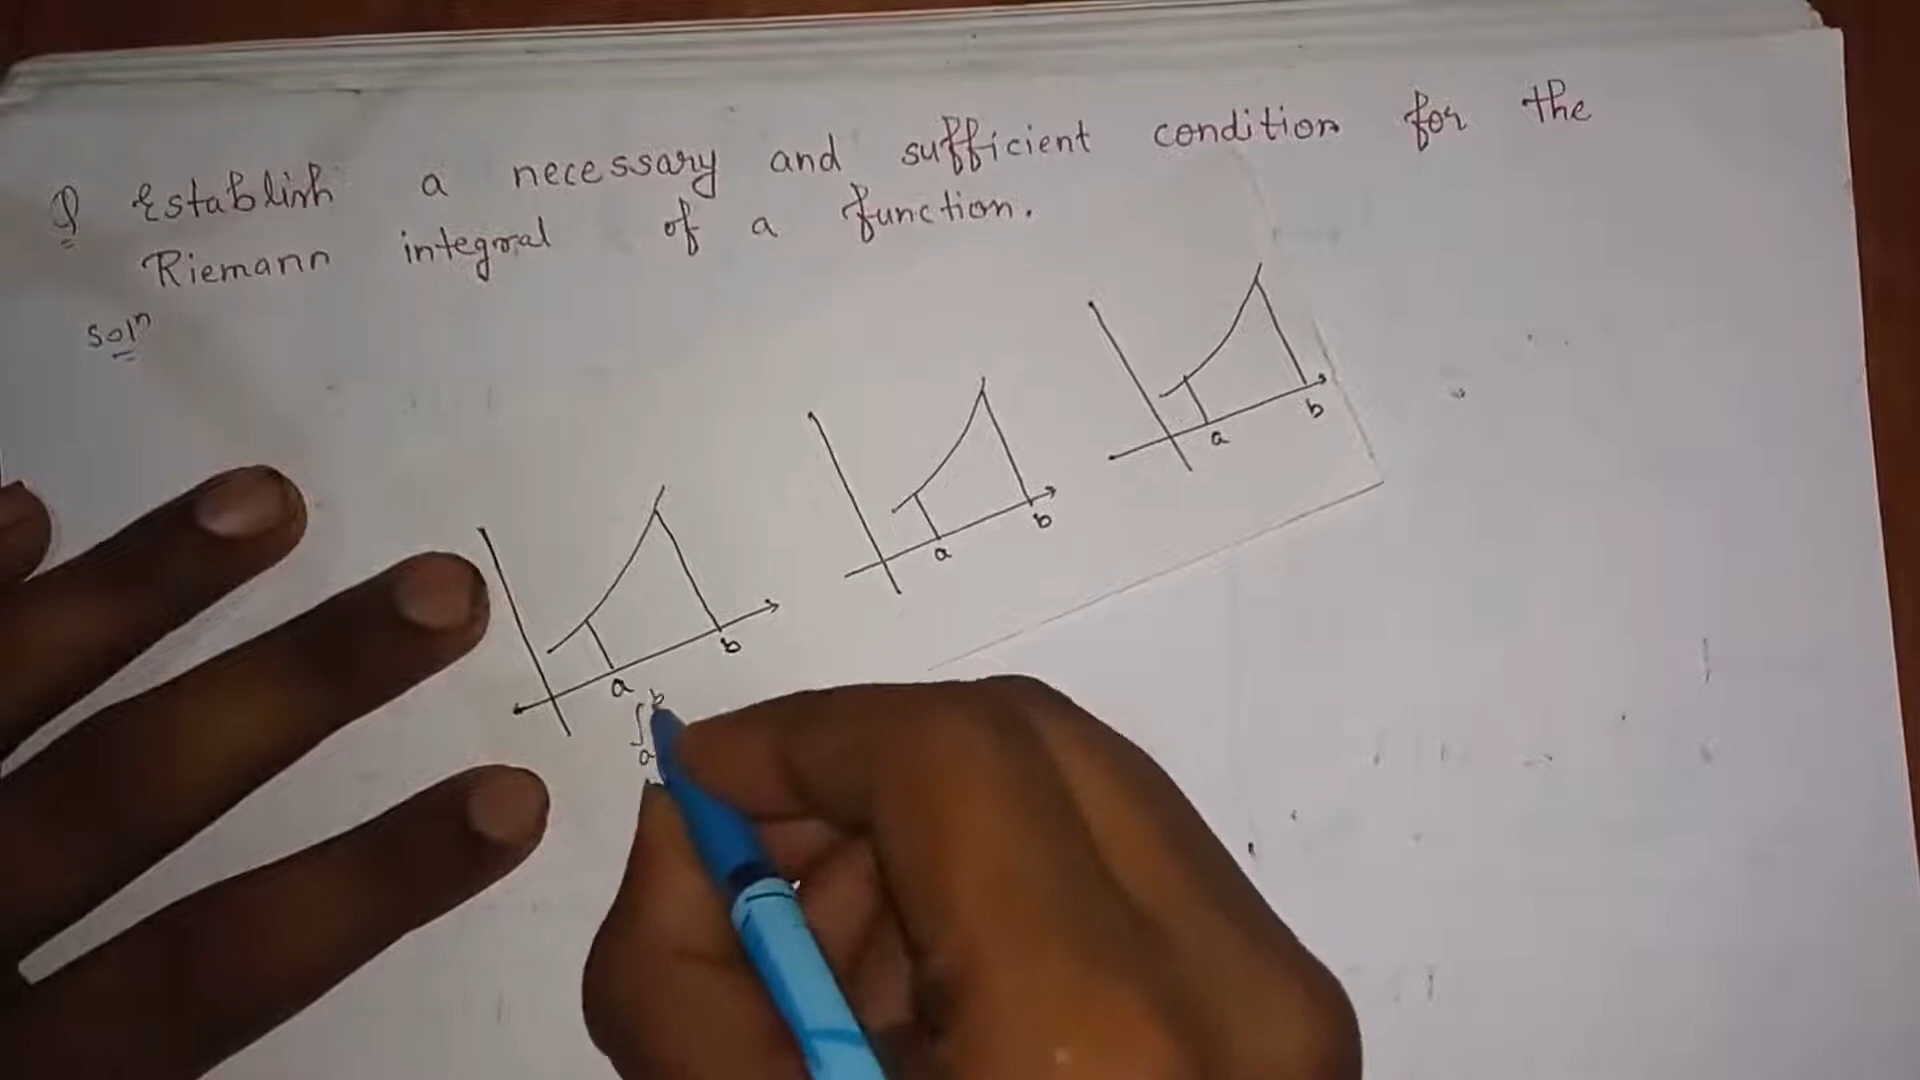 Q Establish a necessary and sufficient condition for the
Riemann integral of a function.
Soln
a b
a b
a b
∫ a b